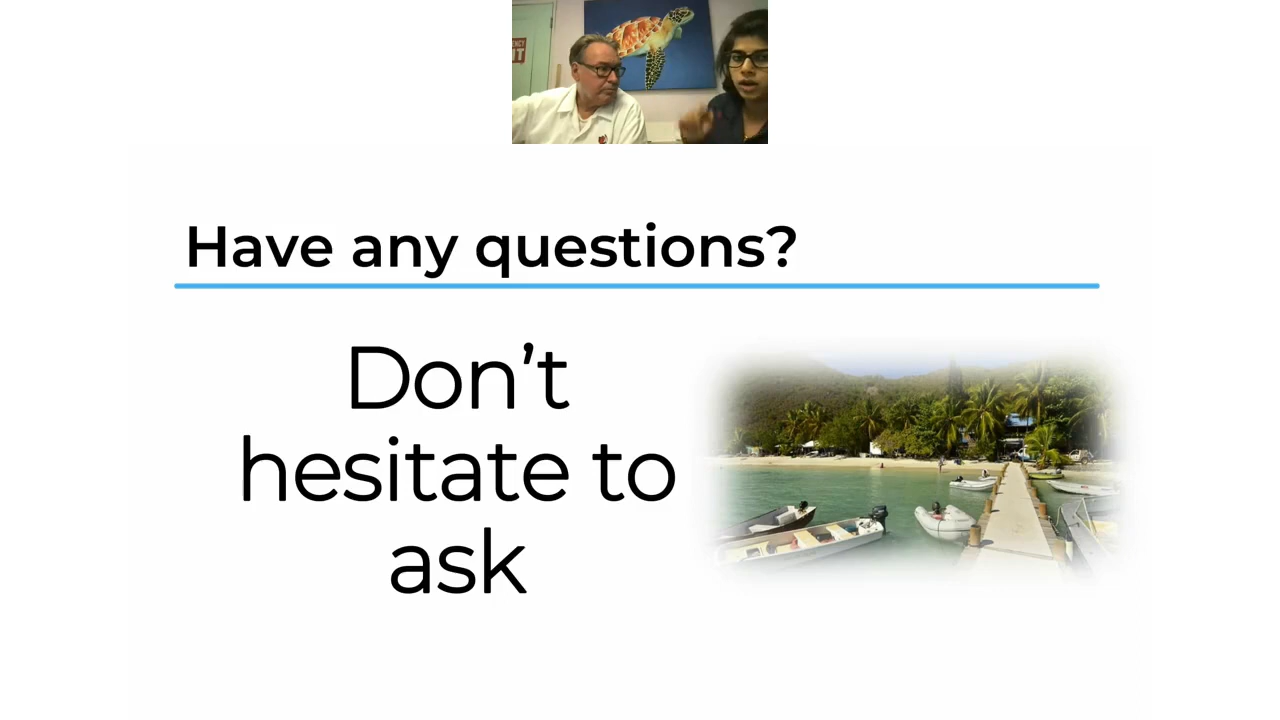 Have any questions?
Don't
hesitate to
ask